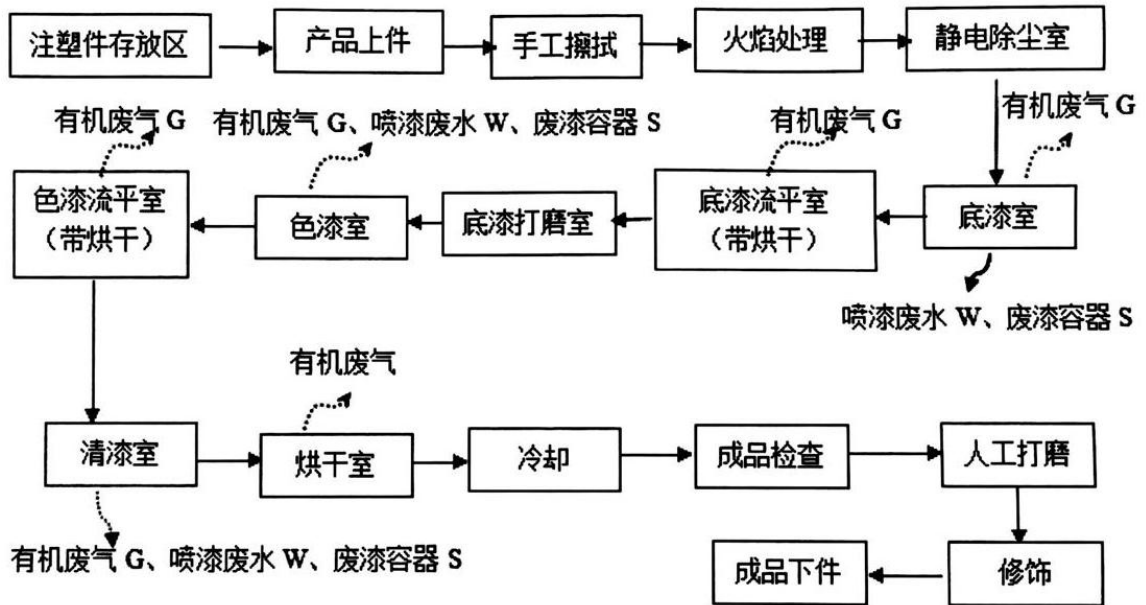 注塑件存放区
产品上件
手工擦拭
火焰处理
静电除尘室
有机废气 G
有机废气 G、喷漆废水 W、废漆容器 S
有机废气 G
有机废气 G
色漆流平室
（带烘干）
色漆室
底漆打磨室
底漆流平室
（带烘干）
底漆室
喷漆废水 W、废漆容器 S
有机废气
清漆室
烘干室
冷却
成品检查
人工打磨
有机废气 G、喷漆废水 W、废漆容器 S
成品下件
修饰